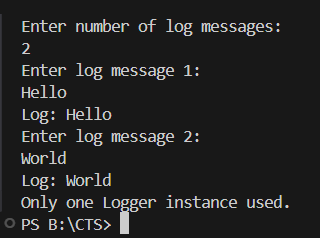 Enter number of log messages:
2
Enter log message 1:
Hello
Log: Hello
Enter log message 2:
World
Log: World
Only one Logger instance used.
PS B:\CTS>